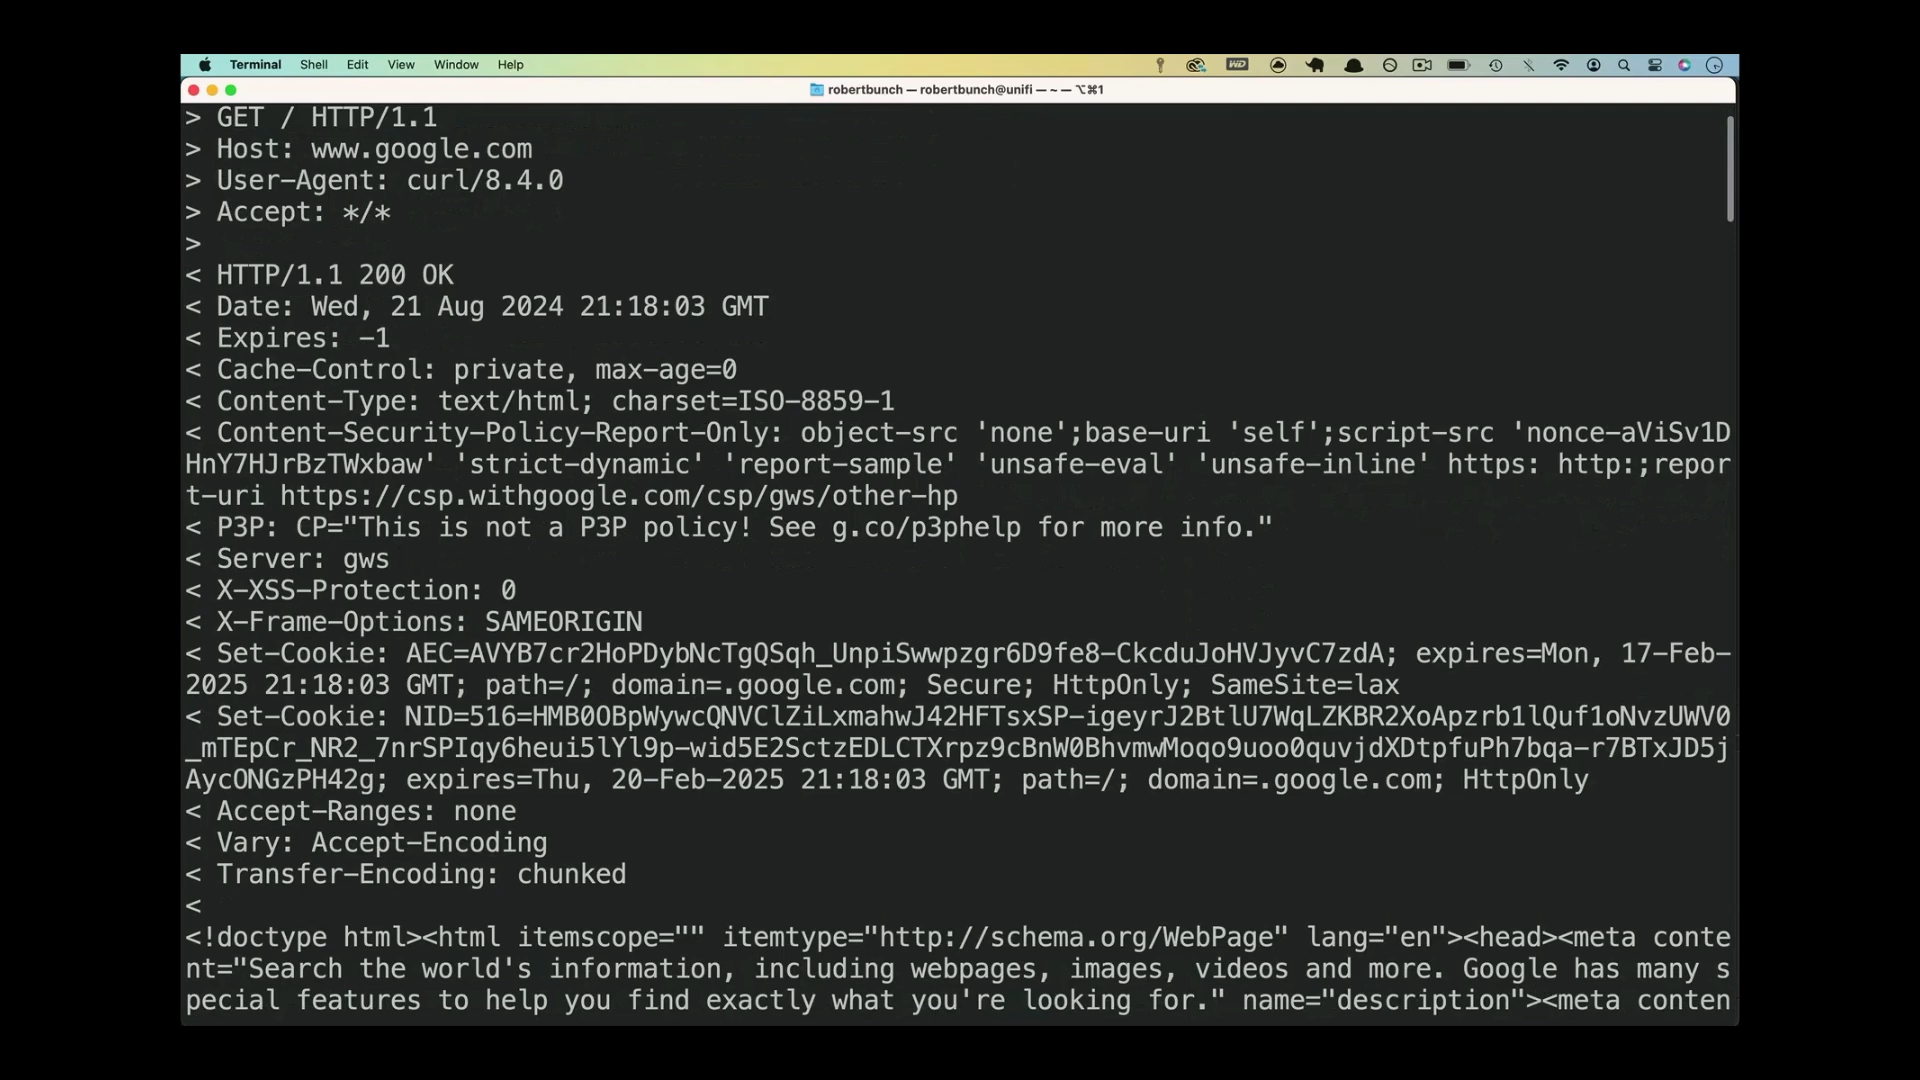 Terminal Shell Edit View Window Help
robertbunch — robertbunch@unifi — ~ — ⌥⌘1
> GET / HTTP/1.1
> Host: www.google.com
> User-Agent: curl/8.4.0
> Accept: */*
>
< HTTP/1.1 200 OK
< Date: Wed, 21 Aug 2024 21:18:03 GMT
< Expires: -1
< Cache-Control: private, max-age=0
< Content-Type: text/html; charset=ISO-8859-1
< Content-Security-Policy-Report-Only: object-src 'none';base-uri 'self';script-src 'nonce-aViSv1D
HnY7HJrBzTWxbaw' 'strict-dynamic' 'report-sample' 'unsafe-eval' 'unsafe-inline' https: http:;repor
t-uri https://csp.withgoogle.com/csp/gws/other-hp
< P3P: CP="This is not a P3P policy! See g.co/p3phelp for more info."
< Server: gws
< X-XSS-Protection: 0
< X-Frame-Options: SAMEORIGIN
< Set-Cookie: AEC=AVYB7cr2HoPDybNcTgQSqh_UnpiSwwpzgr6D9fe8-CkcduJoHVJyvC7zdA; expires=Mon, 17-Feb-
2025 21:18:03 GMT; path=/; domain=.google.com; Secure; HttpOnly; SameSite=lax
< Set-Cookie: NID=516=HMB0OBpWywcQNVClZiLxmahwJ42HFTsxSP-igeyrJ2BtlU7WqLZKBR2XoApzrb1lQuf1oNvzUWV0
_mTEpCr_NR2_7nrSPIqy6heui5lYl9p-wid5E2SctzEDLCTXrpz9cBnW0BhvmwMoqo9uoo0quvjdXDtpfuPh7bqa-r7BTxJD5j
AycONGzPH42g; expires=Thu, 20-Feb-2025 21:18:03 GMT; path=/; domain=.google.com; HttpOnly
< Accept-Ranges: none
< Vary: Accept-Encoding
< Transfer-Encoding: chunked
<
<!doctype html><html itemscope="" itemtype="http://schema.org/WebPage" lang="en"><head><meta conte
nt="Search the world's information, including webpages, images, videos and more. Google has many s
pecial features to help you find exactly what you're looking for." name="description"><meta conten